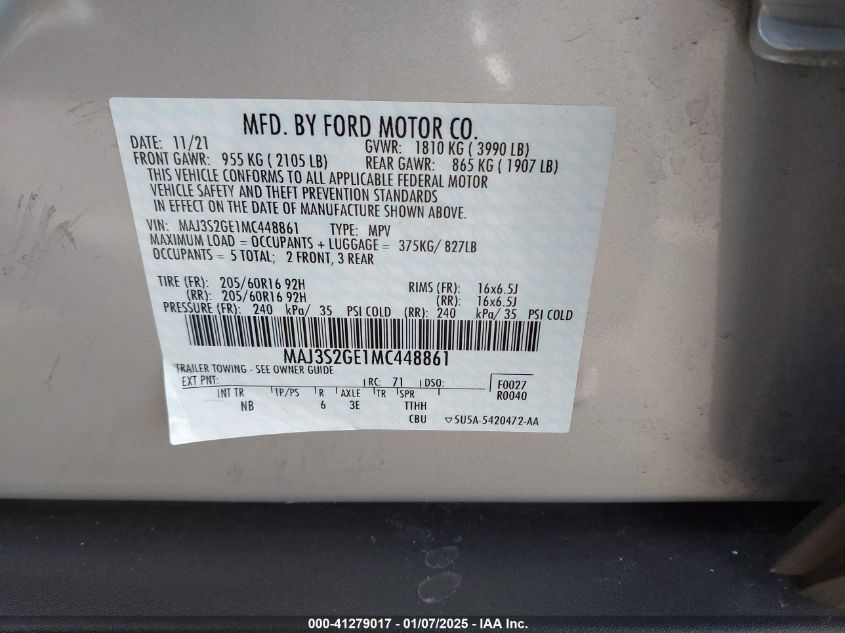 MFD. BY FORD MOTOR CO.
DATE: 11/21 GVWR: 1810 KG ( 3990 LB)
FRONT GAWR: 955 KG ( 2105 LB) REAR GAWR: 865 KG ( 1907 LB)
THIS VEHICLE CONFORMS TO ALL APPLICABLE FEDERAL MOTOR
VEHICLE SAFETY AND THEFT PREVENTION STANDARDS
IN EFFECT ON THE DATE OF MANUFACTURE SHOWN ABOVE.
VIN: MAJ3S2GE1MC448861 TYPE: MPV
MAXIMUM LOAD = OCCUPANTS + LUGGAGE = 375KG/ 827LB
OCCUPANTS = 5 TOTAL; 2 FRONT, 3 REAR
TIRE (FR): 205/60R16 92H RIMS (FR): 16x6.5J
(RR): 205/60R16 92H (RR): 16x6.5J
PRESSURE (FR): 240 kPa/ 35 PSI COLD (RR): 240 kPa/ 35 PSI COLD
MAJ3S2GE1MC448861
TRAILER TOWING - SEE OWNER GUIDE
EXT PNT: RC: 71 DSO: F0027
INT TR TP/PS R AXLE TR SPR R0040
NB 6 3E TTHH
CBU 5U5A-5420472-AA
000-41279017 — 01/07/2025 — IAA Inc.